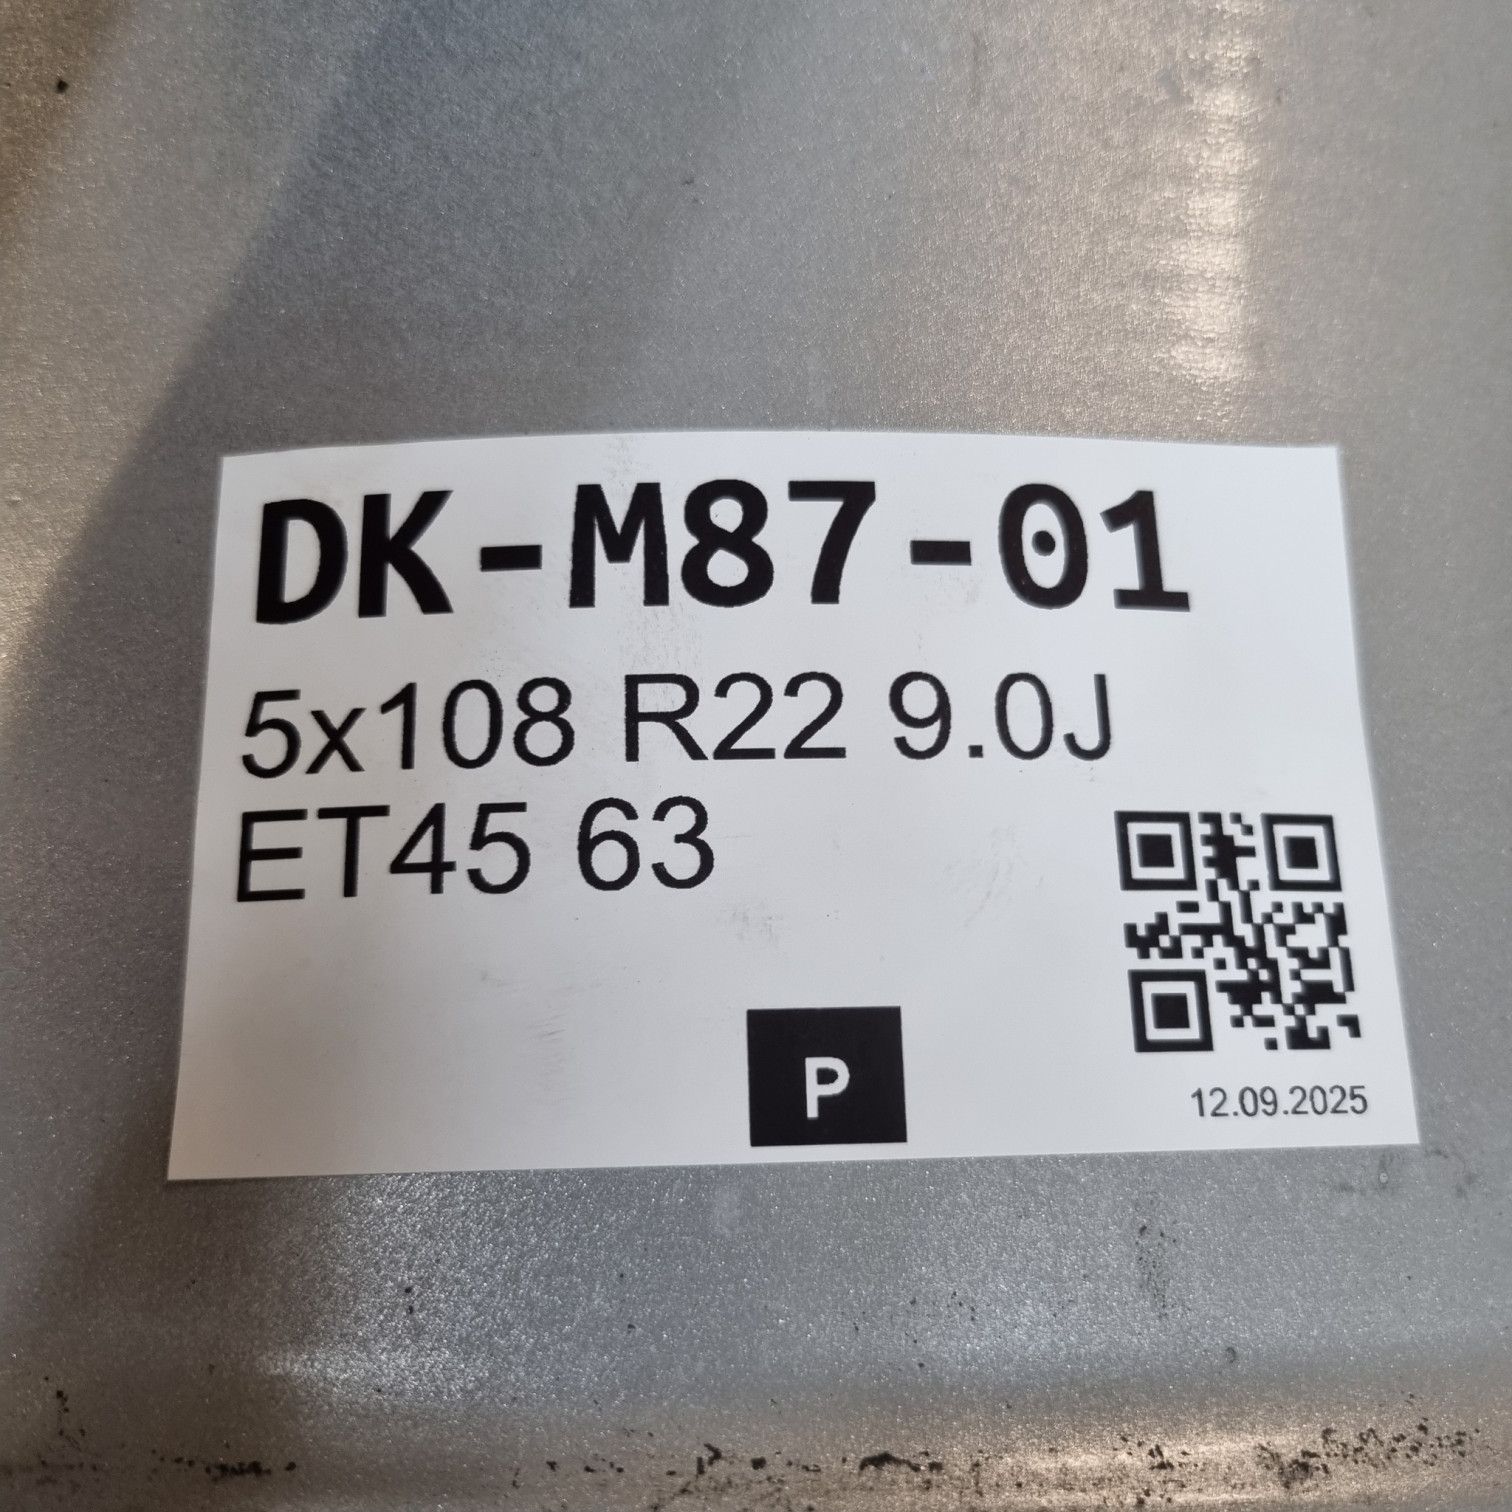 DK-M87-01
5x108 R22 9.0J
ET45 63
P
12.09.2025